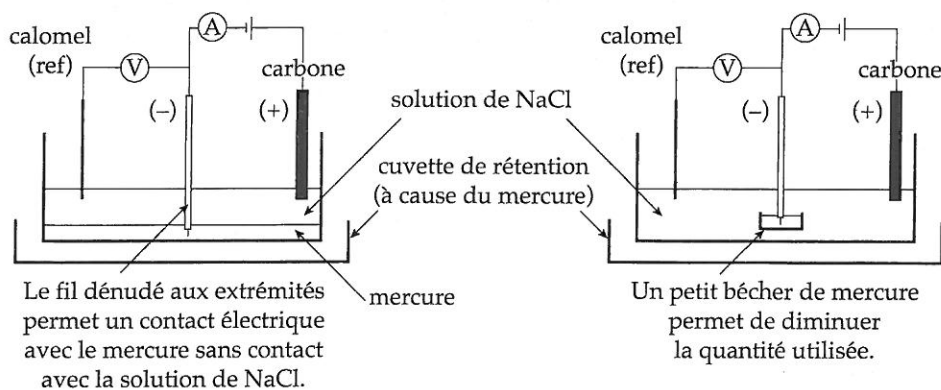 calomel
(ref)
V
A
carbone
(–)
(+)
solution de NaCl
cuvette de rétention
(à cause du mercure)
mercure
Le fil dénudé aux extrémités
permet un contact électrique
avec le mercure sans contact
avec la solution de NaCl.
calomel
(ref)
V
A
carbone
(–)
(+)
Un petit bécher de mercure
permet de diminuer
la quantité utilisée.